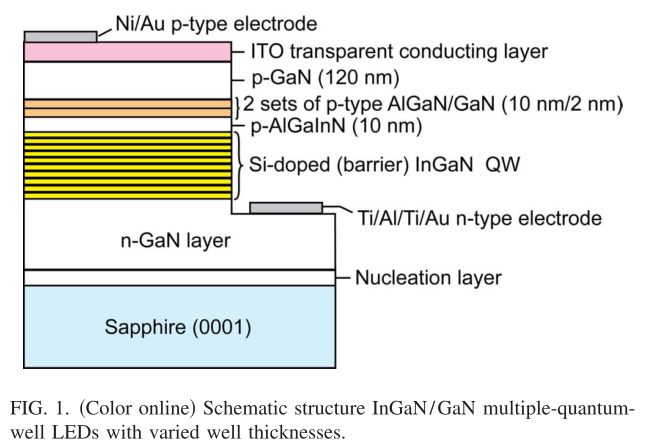 Ni/Au p-type electrode
ITO transparent conducting layer
p-GaN (120 nm)
2 sets of p-type AlGaN/GaN (10 nm/2 nm)
p-AlGaInN (10 nm)
Si-doped (barrier) InGaN QW
Ti/Al/Ti/Au n-type electrode
n-GaN layer
Nucleation layer
Sapphire (0001)
FIG. 1. (Color online) Schematic structure InGaN/GaN multiple-quantum-
well LEDs with varied well thicknesses.